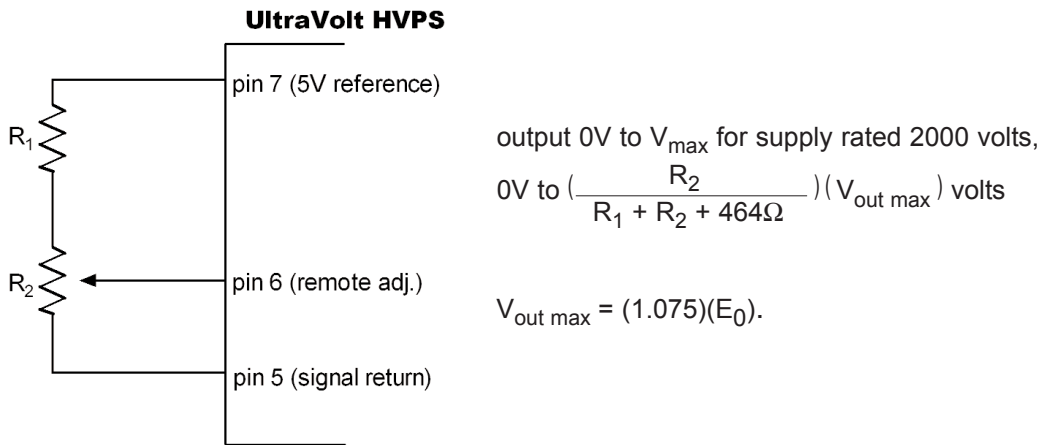 UltraVolt HVPS
pin 7 (5V reference)
R1
output 0V to Vmax for supply rated 2000 volts,
0V to (R2 / R1 + R2 + 464Ω)(Vout max) volts
R2
pin 6 (remote adj.)
Vout max = (1.075)(E0).
pin 5 (signal return)